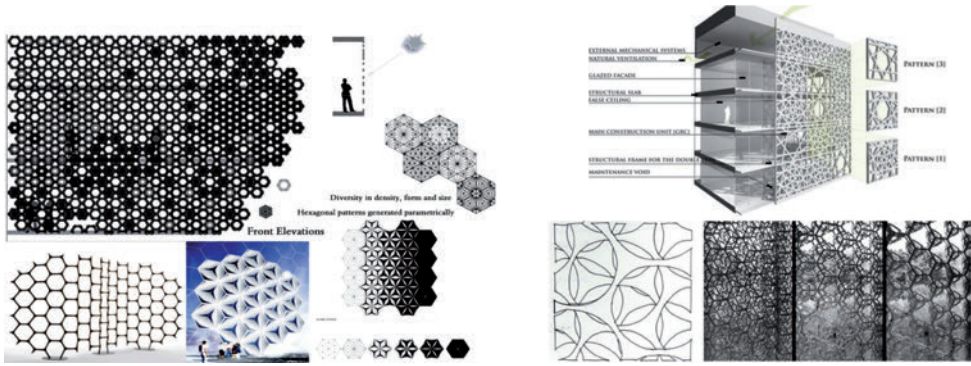 Diversity in density, form and size
Hexagonal patterns generated parametrically
Front Elevations
EXTERNAL MECHANICAL SYSTEMS
NATURAL VENTILATION
GLAZED FACADE
STRUCTURAL SLAB
FALSE CEILING
MAIN CONSTRUCTION UNIT (GRC)
STRUCTURAL FRAME FOR THE DOUBLE
MAINTENANCE VOID
PATTERN (3)
PATTERN (2)
PATTERN (1)